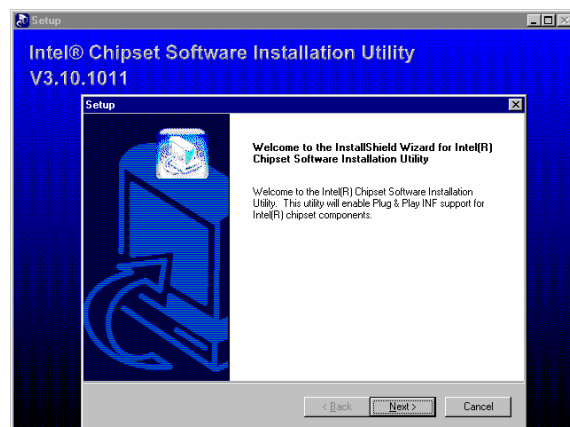 Setup
Intel® Chipset Software Installation Utility
V3.10.1011
Setup
Welcome to the InstallShield Wizard for Intel(R)
Chipset Software Installation Utility
Welcome to the Intel(R) Chipset Software Installation
Utility. This utility will enable Plug & Play INF support for
Intel(R) chipset components.
< Back
Next >
Cancel